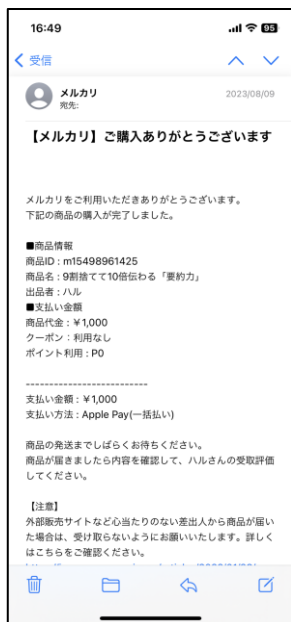 16:49
95
受信
メルカリ
2023/08/09
宛先:
【メルカリ】ご購入ありがとうございます
メルカリをご利用いただきありがとうございます。
下記の商品の購入が完了しました。
■商品情報
商品ID : m15498961425
商品名 : 9割捨てて10倍伝わる「要約力」
出品者 : ハル
■支払い金額
商品代金 : ¥1,000
クーポン : 利用なし
ポイント利用 : P0
--------------------------
支払い金額 : ¥1,000
支払い方法 : Apple Pay(一括払い)
商品の発送までしばらくお待ちください。
商品が届きましたら内容を確認して、ハルさんの受取評価
してください。
【注意】
外部販売サイトなど心当たりのない差出人から商品が届い
た場合は、受け取らないようにお願いいたします。詳しく
はこちらをご確認ください。